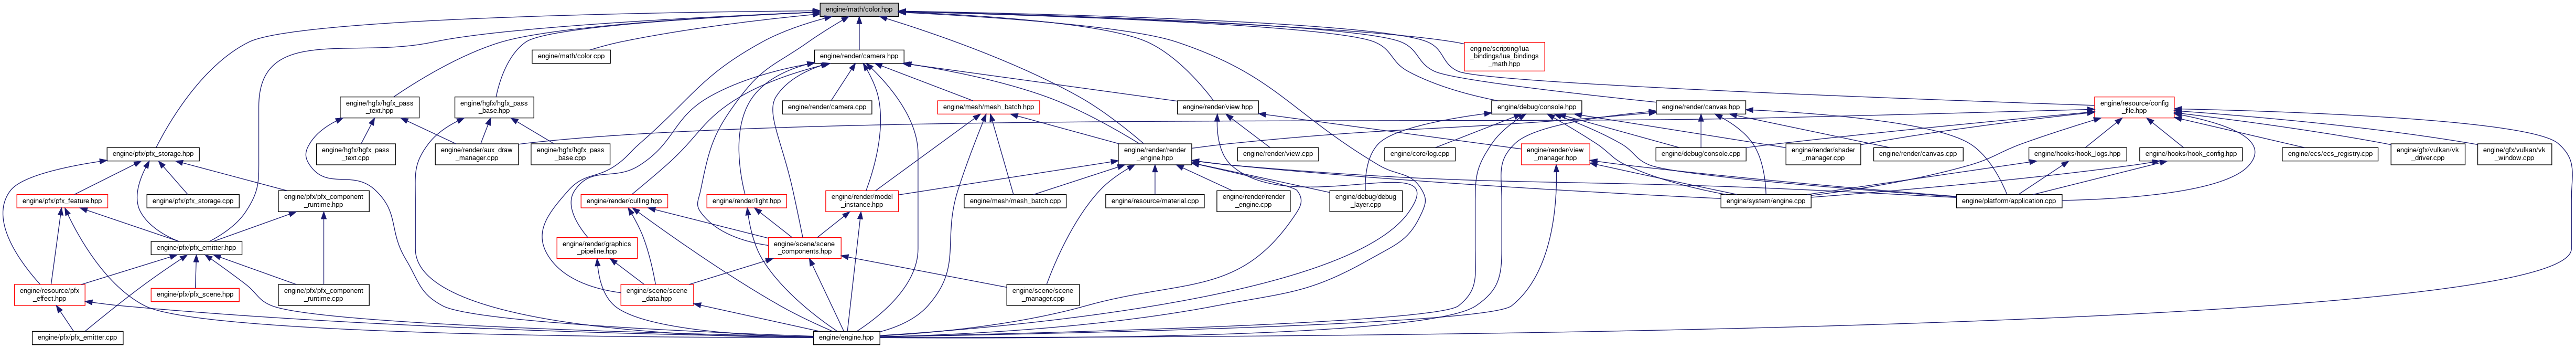 engine/math/color.hpp
engine/math/color.cpp
engine/render/camera.hpp
engine/scripting/lua
_bindings/lua_bindings
_math.hpp
engine/hgfx/hgfx_pass
_text.hpp
engine/hgfx/hgfx_pass
_base.hpp
engine/render/camera.cpp
engine/mesh/mesh_batch.hpp
engine/render/view.hpp
engine/debug/console.hpp
engine/render/canvas.hpp
engine/resource/config
_file.hpp
engine/pfx/pfx_storage.hpp
engine/hgfx/hgfx_pass
_text.cpp
engine/render/aux_draw
_manager.cpp
engine/hgfx/hgfx_pass
_base.cpp
engine/render/render
_engine.hpp
engine/render/view.cpp
engine/core/log.cpp
engine/render/view
_manager.hpp
engine/debug/console.cpp
engine/render/shader
_manager.cpp
engine/render/canvas.cpp
engine/hooks/hook_logs.hpp
engine/hooks/hook_config.hpp
engine/ecs/ecs_registry.cpp
engine/gfx/vulkan/vk
_driver.cpp
engine/gfx/vulkan/vk
_window.cpp
engine/pfx/pfx_feature.hpp
engine/pfx/pfx_storage.cpp
engine/pfx/pfx_component
_runtime.hpp
engine/render/culling.hpp
engine/render/light.hpp
engine/render/model
_instance.hpp
engine/mesh/mesh_batch.cpp
engine/resource/material.cpp
engine/render/render
_engine.cpp
engine/debug/debug
_layer.cpp
engine/system/engine.cpp
engine/platform/application.cpp
engine/pfx/pfx_emitter.hpp
engine/render/graphics
_pipeline.hpp
engine/scene/scene
_components.hpp
engine/resource/pfx
_effect.hpp
engine/pfx/pfx_scene.hpp
engine/pfx/pfx_component
_runtime.cpp
engine/scene/scene
_data.hpp
engine/scene/scene
_manager.cpp
engine/pfx/pfx_emitter.cpp
engine/engine.hpp